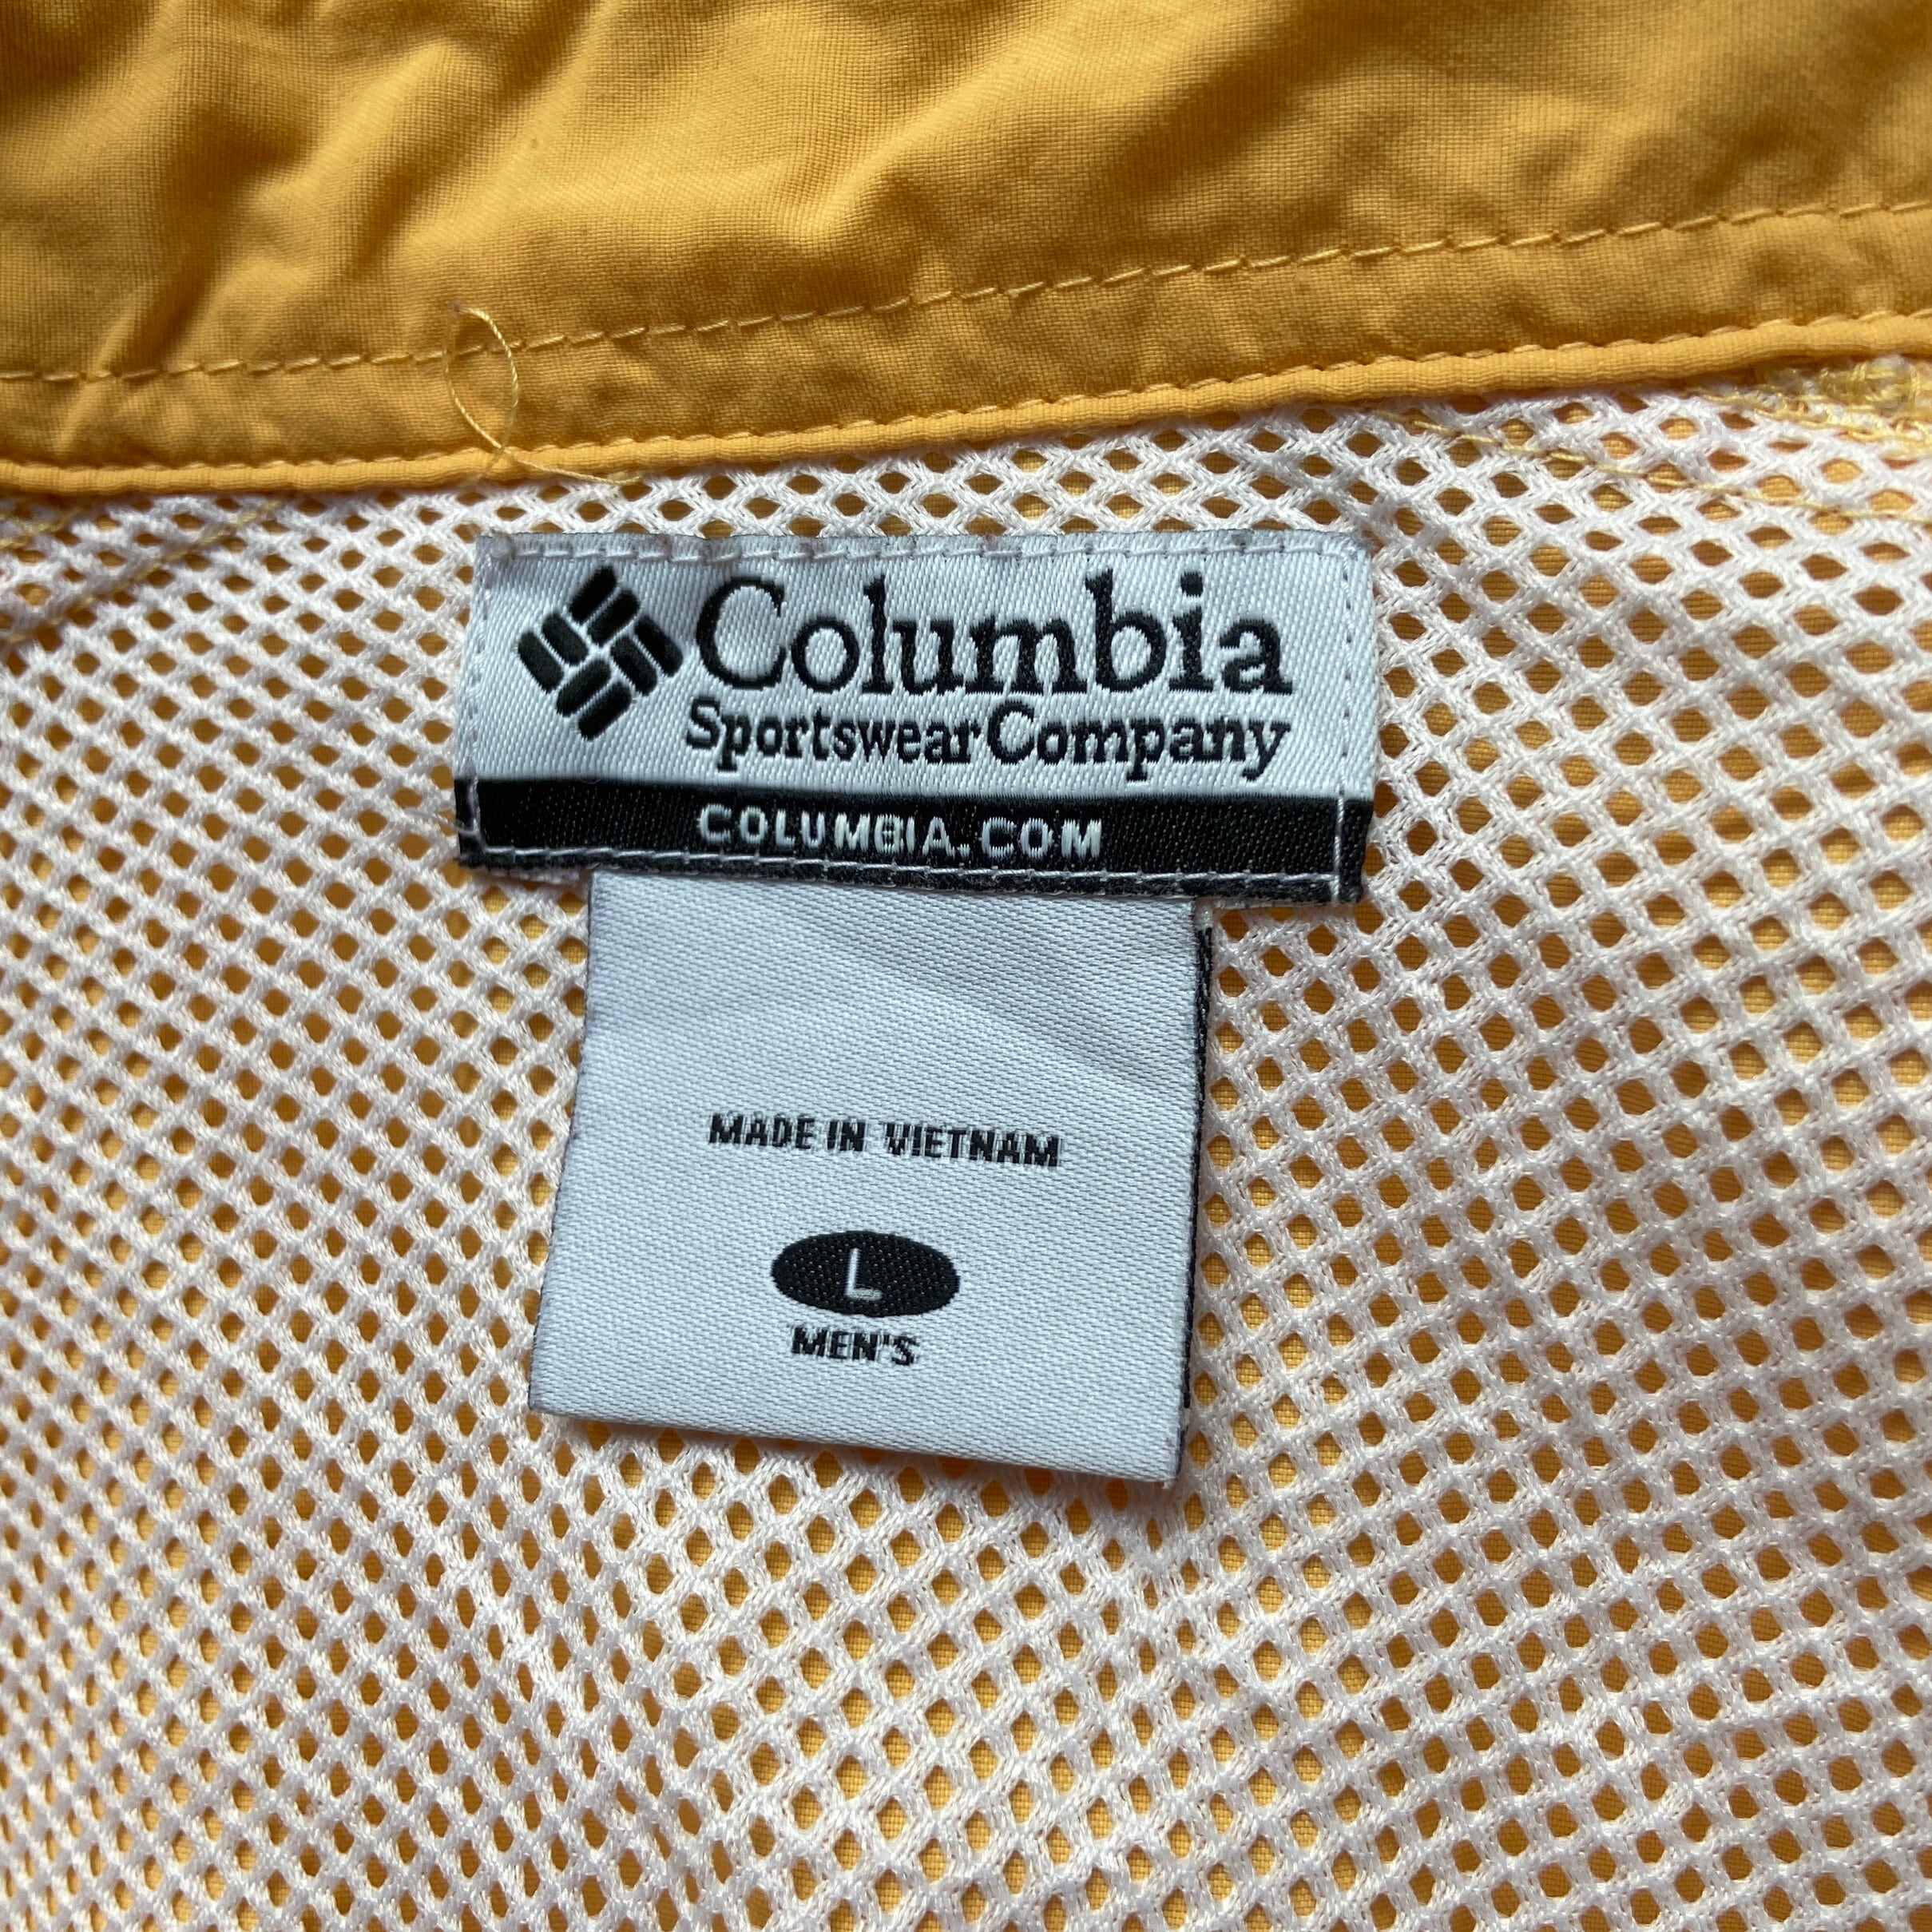 Columbia
Sportswear Company
COLUMBIA.COM
MADE IN VIETNAM
L
MEN'S